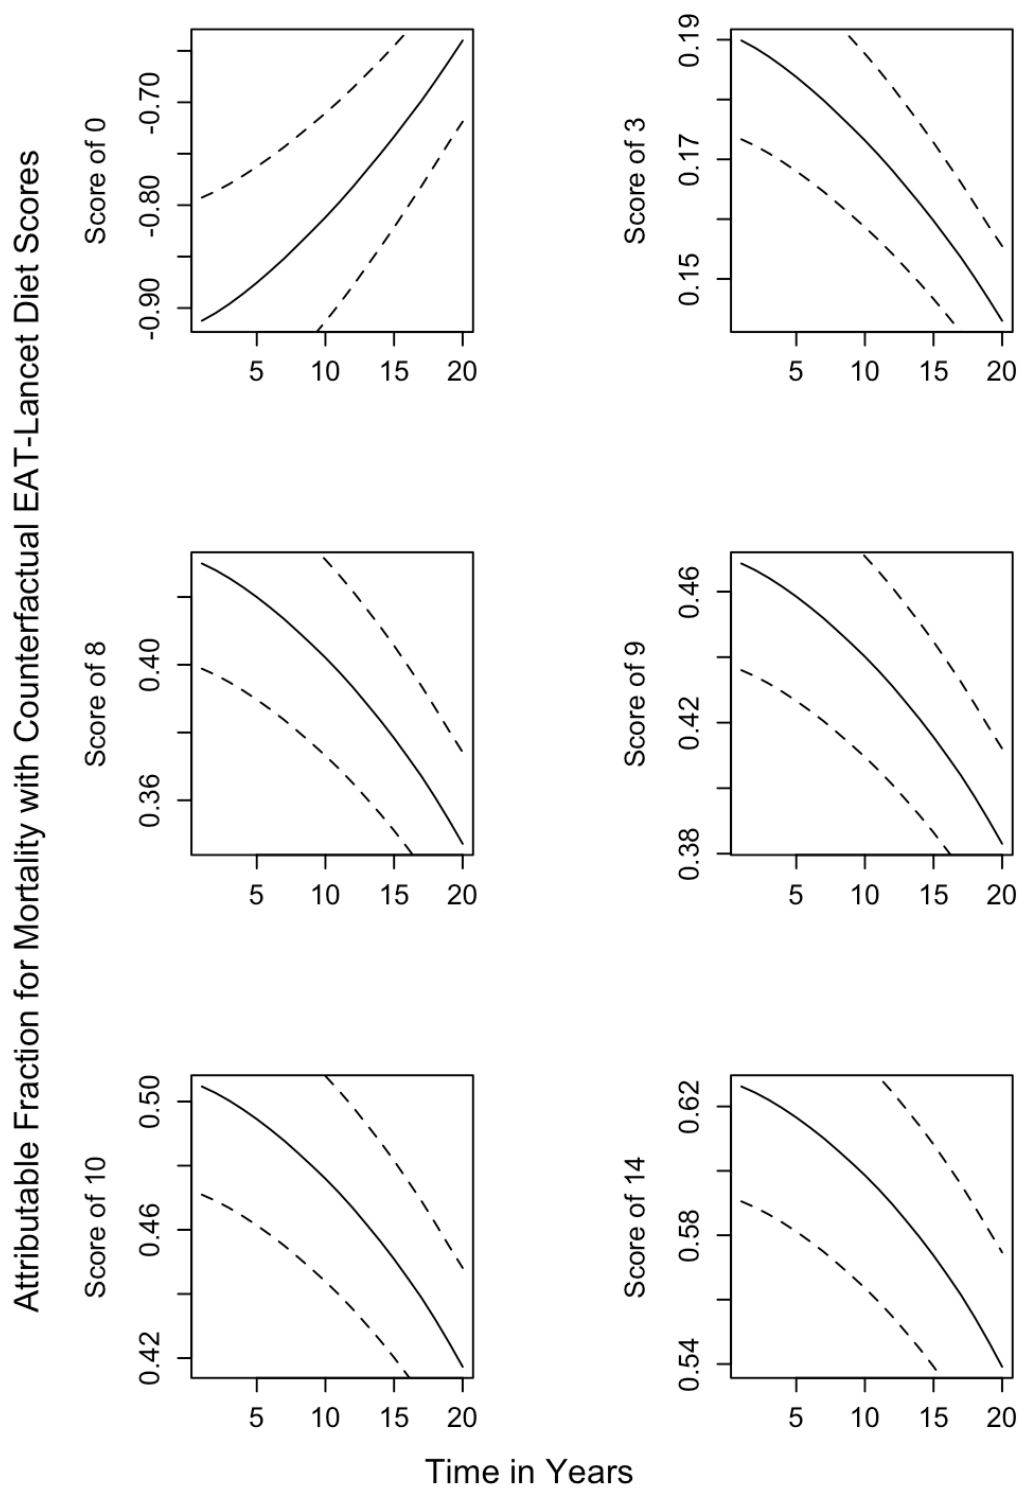 Attributable Fraction for Mortality with Counterfactual EAT-Lancet Diet Scores
Score of 0
-0.70
-0.80
-0.90
5 10 15 20
Score of 3
0.19
0.17
0.15
5 10 15 20
Score of 8
0.40
0.36
5 10 15 20
Score of 9
0.46
0.42
0.38
5 10 15 20
Score of 10
0.50
0.46
0.42
5 10 15 20
Score of 14
0.62
0.58
0.54
5 10 15 20
Time in Years